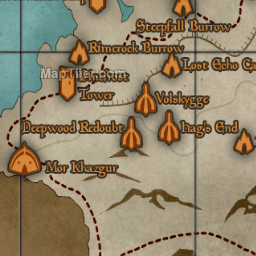 Steepfall Burrow
Rimerock Burrow
Lost Echo Ca
Tower
Volskygge
Deepwood Redoubt
Hag's End
Mor Khazgur